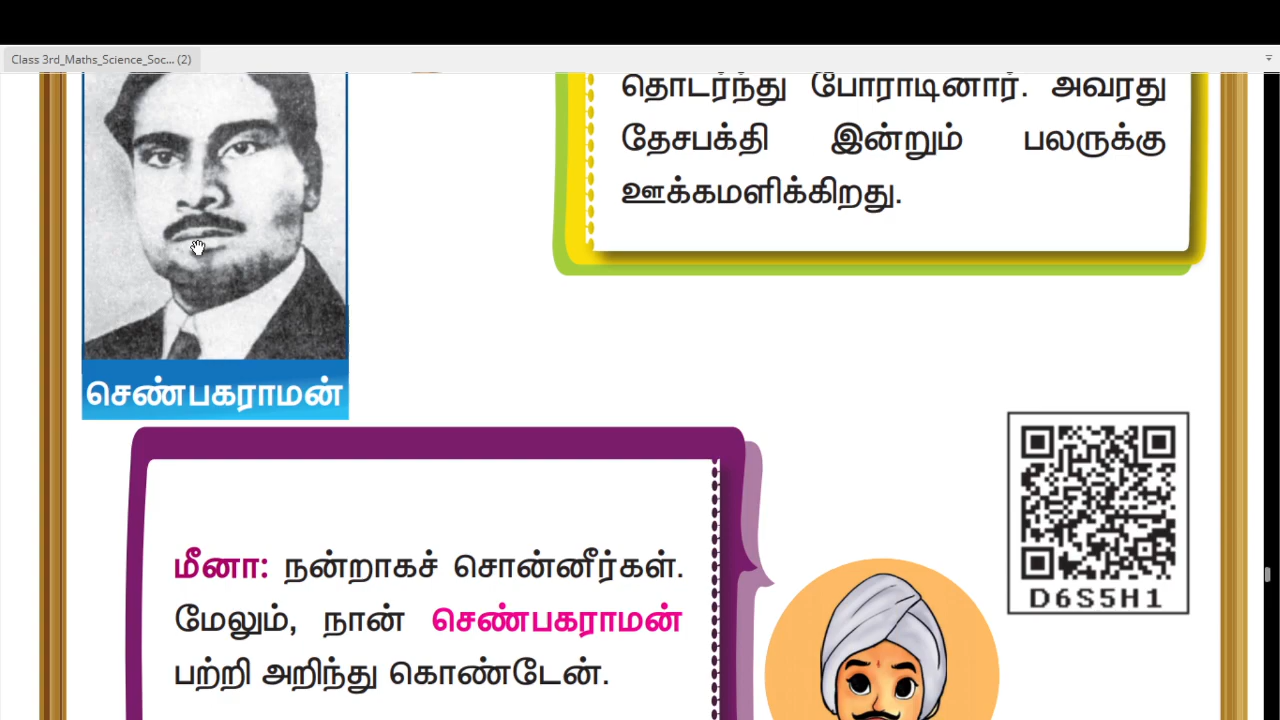 Class 3rd_Maths_Science_Soc... (2)
தொடர்ந்து போராடினார். அவரது
தேசபக்தி இன்றும் பலருக்கு
ஊக்கமளிக்கிறது.
செண்பகராமன்
D6S5H1
மீனா: நன்றாகச் சொன்னீர்கள்.
மேலும், நான் செண்பகராமன்
பற்றி அறிந்து கொண்டேன்.